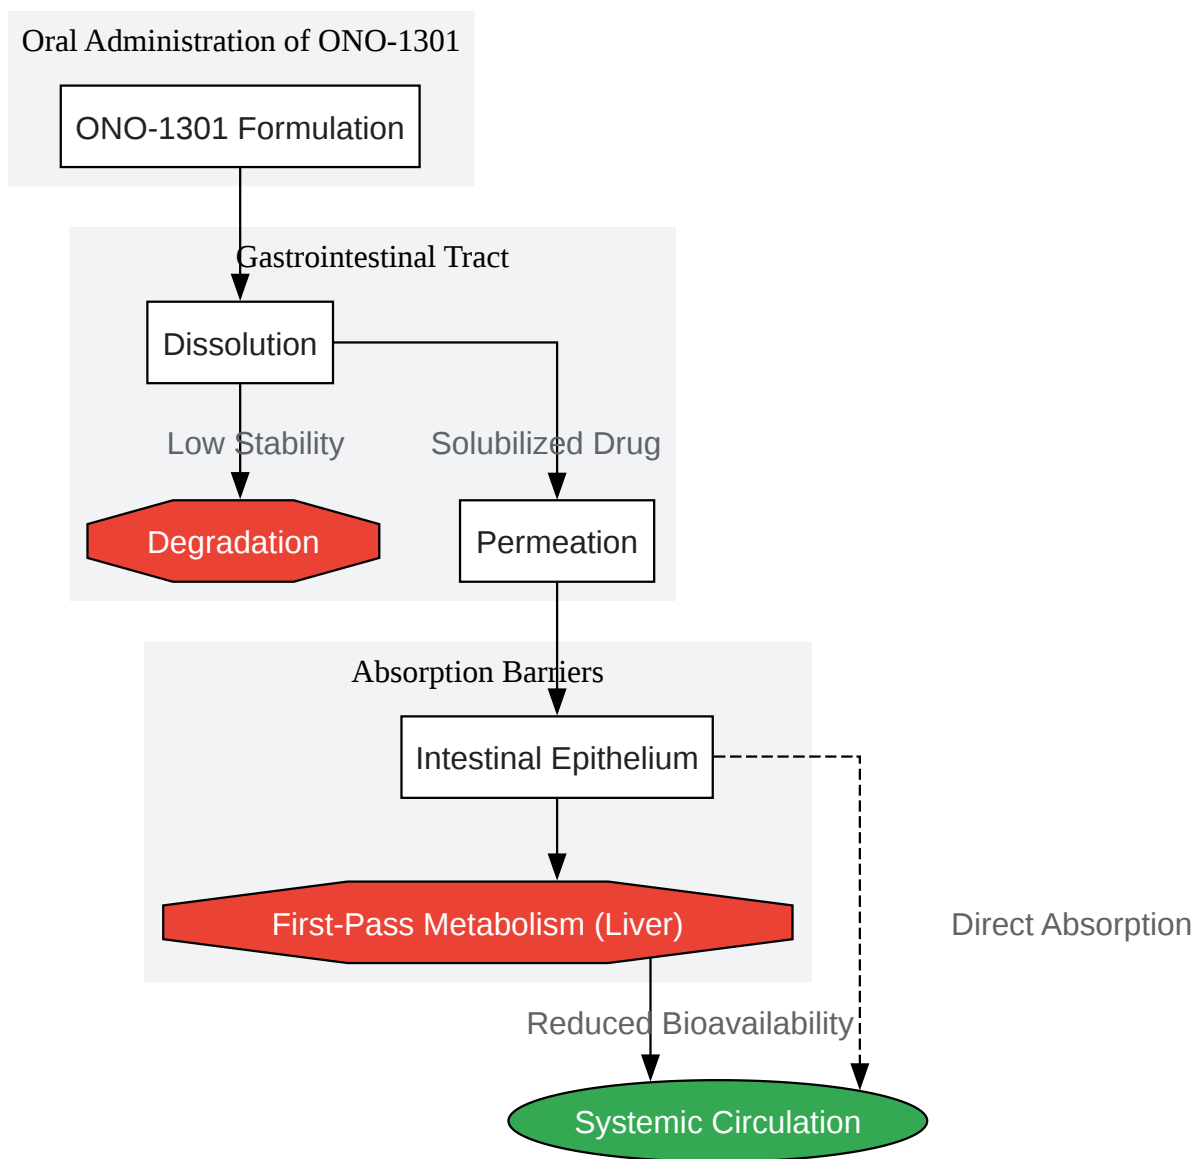 Oral Administration of ONO-1301
ONO-1301 Formulation
Gastrointestinal Tract
Dissolution
Low Stability
Solubilized Drug
Degradation
Permeation
Absorption Barriers
Intestinal Epithelium
First-Pass Metabolism (Liver)
Direct Absorption
Reduced Bioavailability
Systemic Circulation